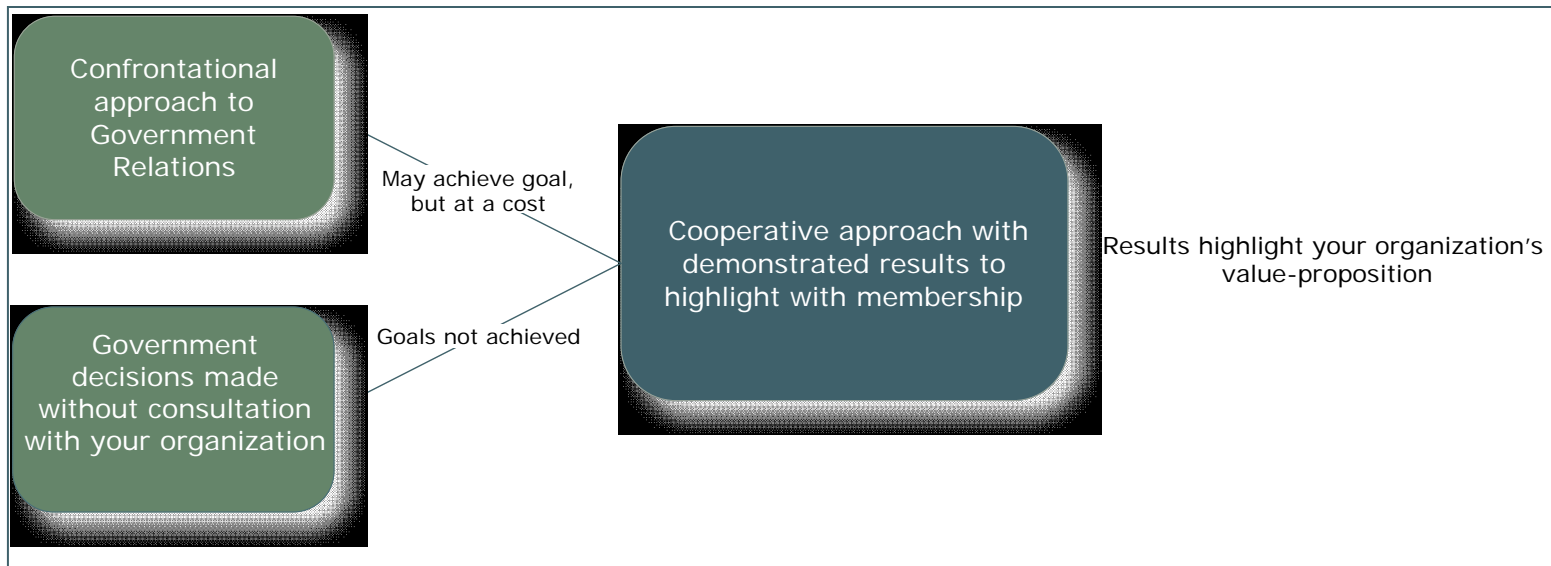 Confrontational
approach to
Government
Relations
May achieve goal,
but at a cost
Goals not achieved
Government
decisions made
without consultation
with your organization
Cooperative approach with
demonstrated results to
highlight with membership
Results highlight your organization's
value-proposition